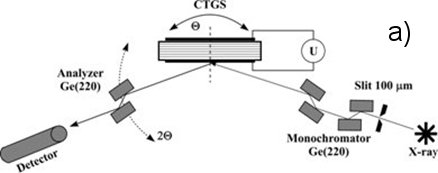 CTGS
a)
Θ
U
Analyzer
Ge(220)
Slit 100 μm
2Θ
Monochromator
Ge(220)
X-ray
Detector